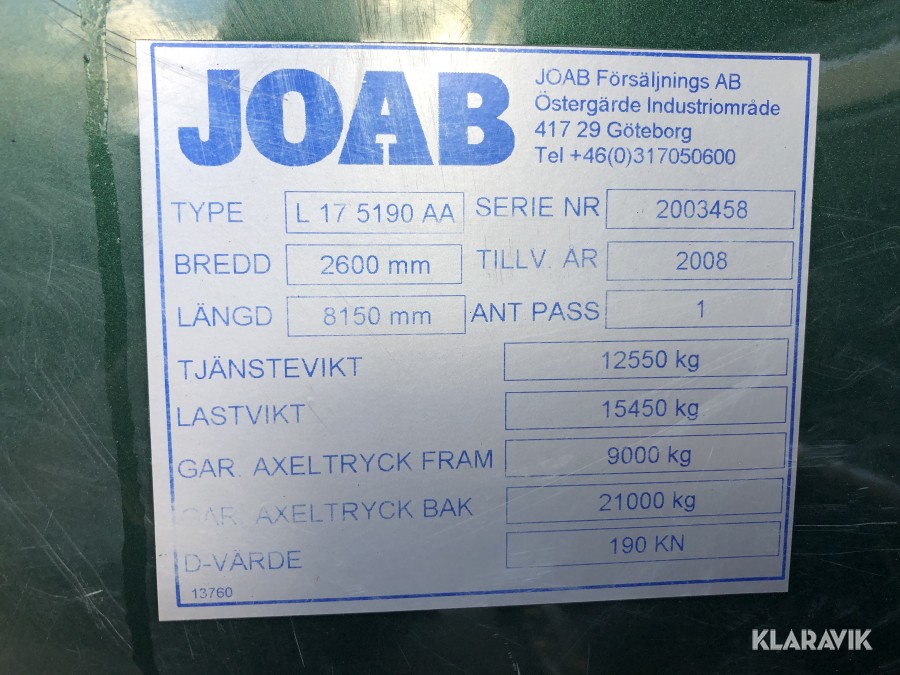 JOAB
JOAB Försäljnings AB
Östergärde Industriområde
417 29 Göteborg
Tel +46(0)317050600
TYPE L 17 5190 AA SERIE NR 2003458
BREDD 2600 mm TILLV. ÅR 2008
LÄNGD 8150 mm ANT PASS 1
TJÄNSTEVIKT 12550 kg
LASTVIKT 15450 kg
GAR. AXELTRYCK FRAM 9000 kg
GAR. AXELTRYCK BAK 21000 kg
D-VÄRDE 190 KN
13760
KLARAVIK